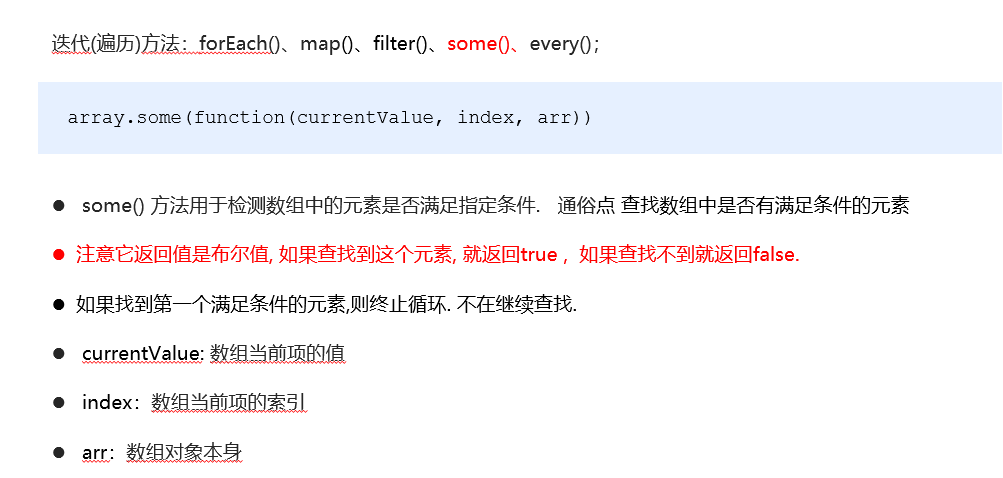 迭代(遍历)方法：forEach()、map()、filter()、some()、every()；
array.some(function(currentValue, index, arr))
● some() 方法用于检测数组中的元素是否满足指定条件. 通俗点 查找数组中是否有满足条件的元素
● 注意它返回值是布尔值, 如果查找到这个元素, 就返回true ，如果查找不到就返回false.
● 如果找到第一个满足条件的元素,则终止循环. 不在继续查找.
● currentValue: 数组当前项的值
● index：数组当前项的索引
● arr：数组对象本身